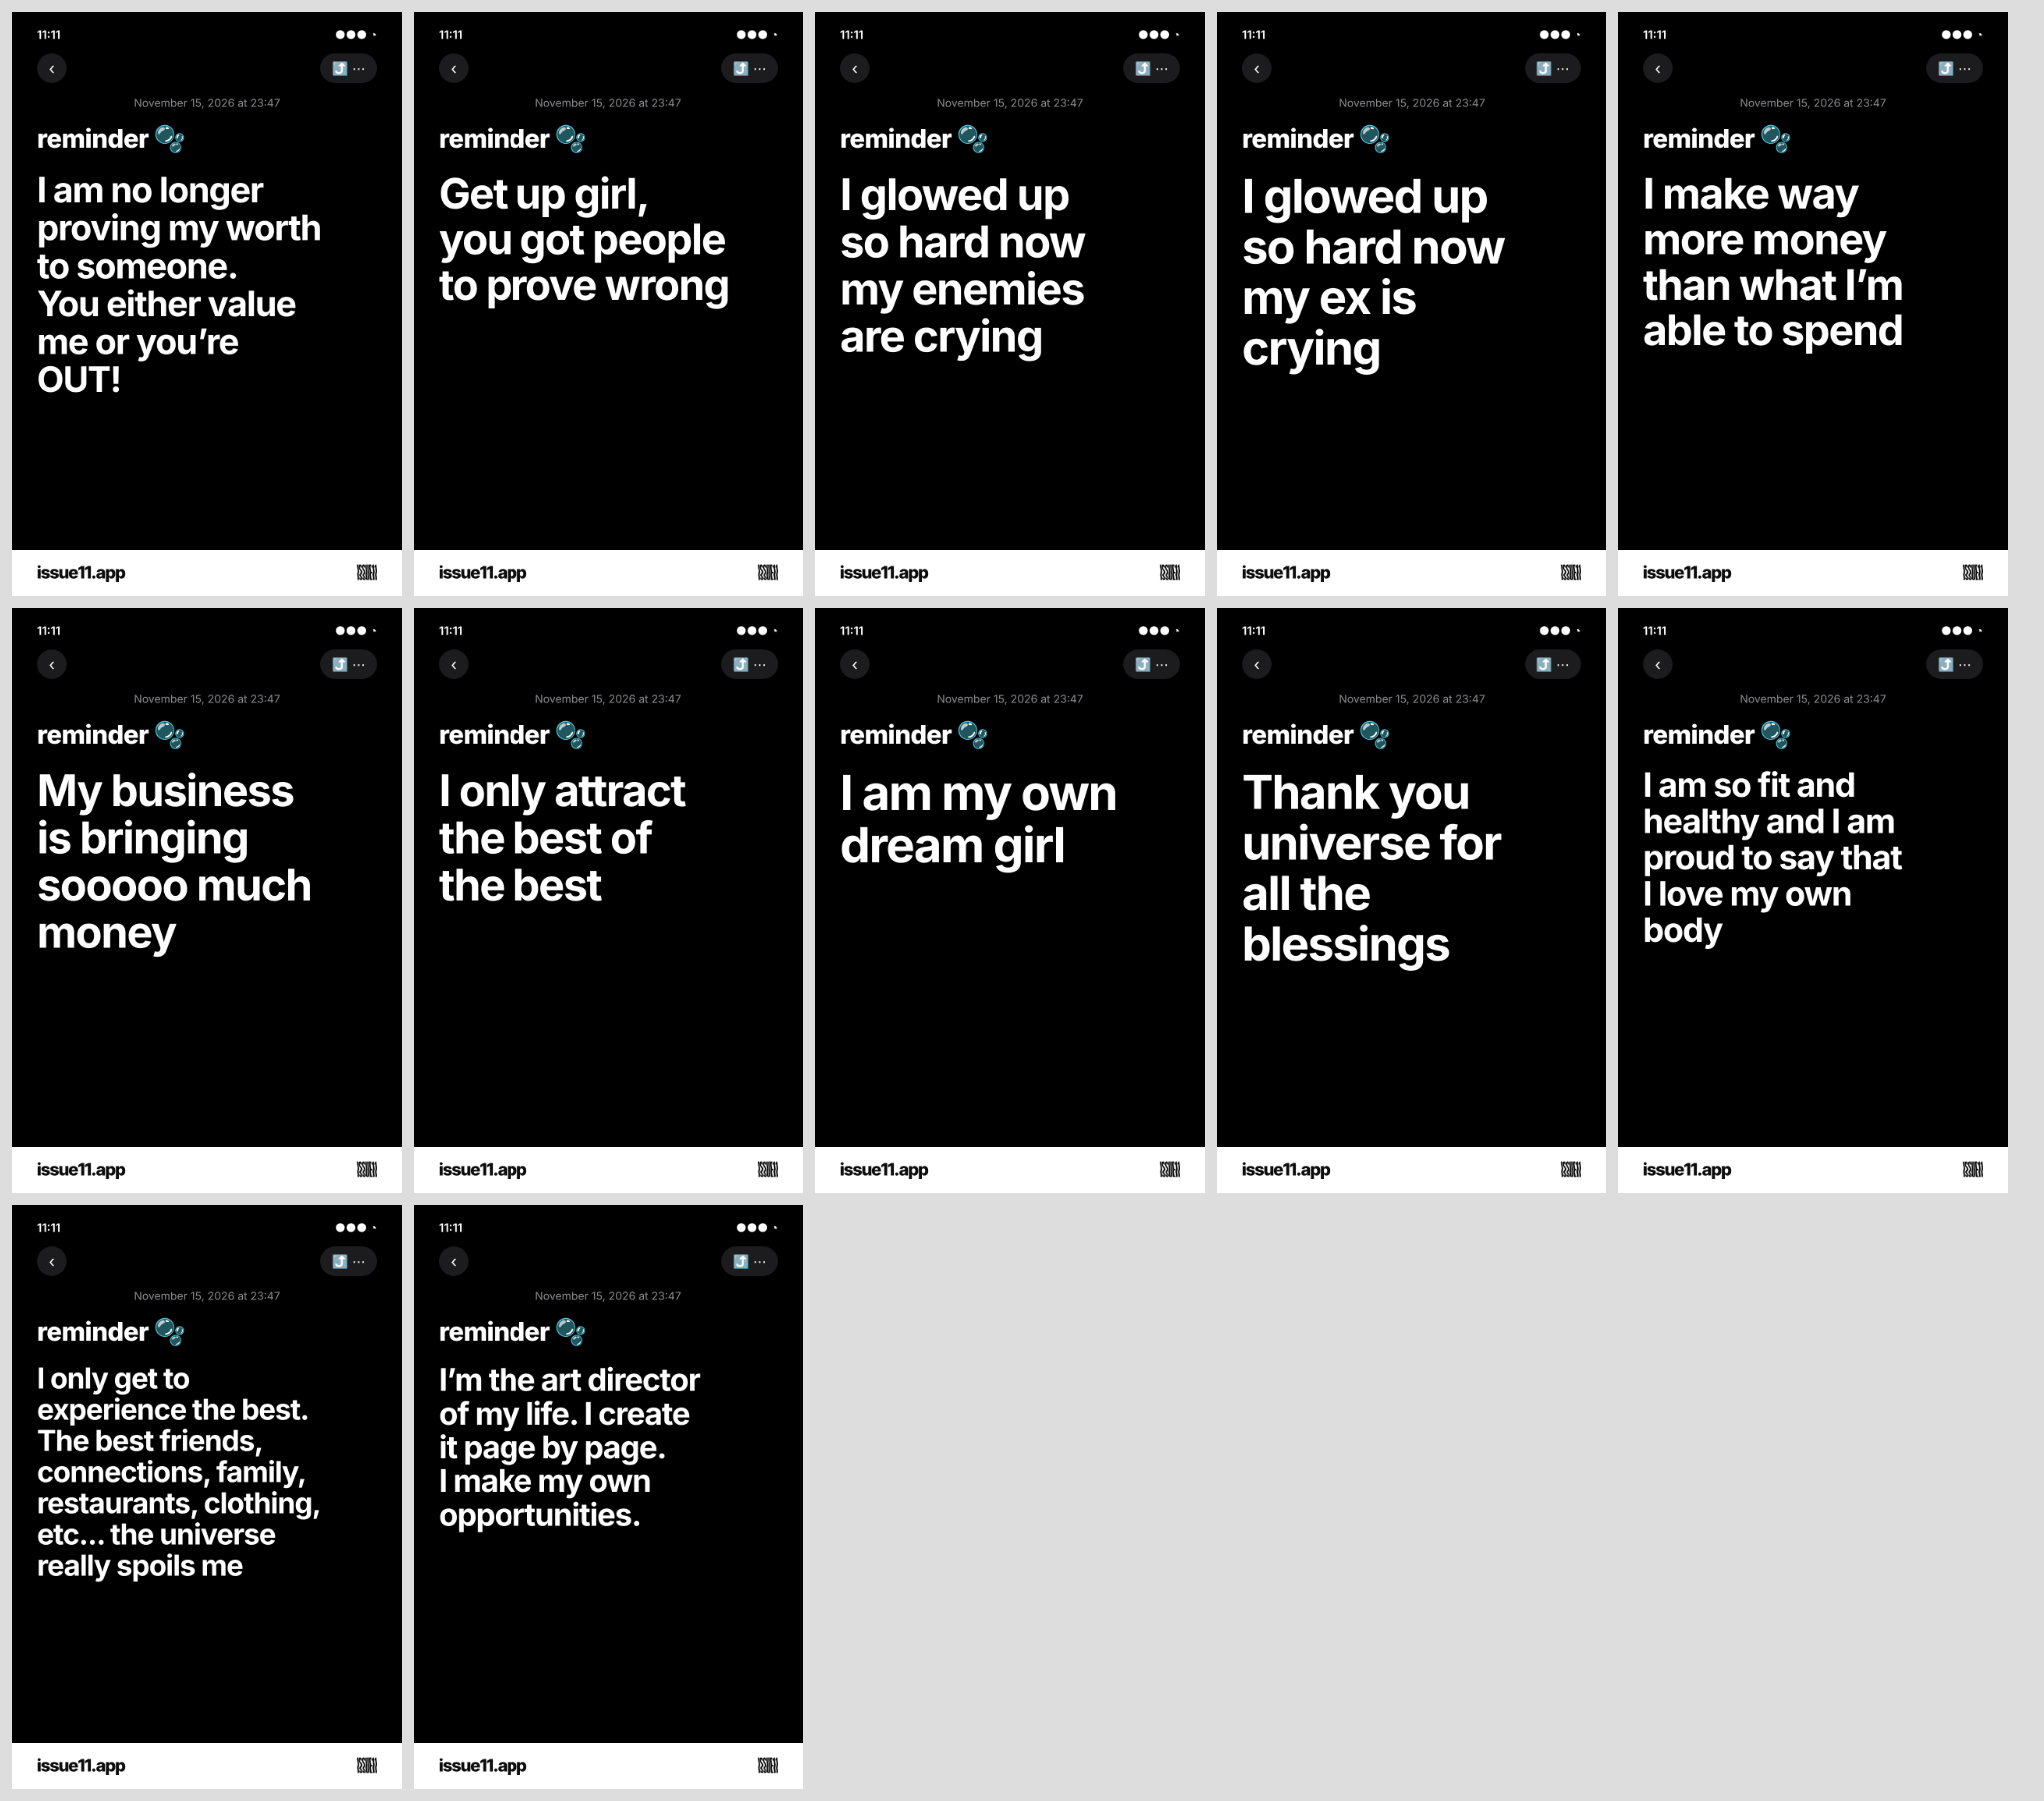 11:11
November 15, 2026 at 23:47
reminder
I am no longer
proving my worth
to someone.
You either value
me or you're
OUT!
issue11.app
11:11
November 15, 2026 at 23:47
reminder
Get up girl,
you got people
to prove wrong
issue11.app
11:11
November 15, 2026 at 23:47
reminder
I glowed up
so hard now
my enemies
are crying
issue11.app
11:11
November 15, 2026 at 23:47
reminder
I glowed up
so hard now
my ex is
crying
issue11.app
11:11
November 15, 2026 at 23:47
reminder
I make way
more money
than what I'm
able to spend
issue11.app
11:11
November 15, 2026 at 23:47
reminder
My business
is bringing
sooooo much
money
issue11.app
11:11
November 15, 2026 at 23:47
reminder
I only attract
the best of
the best
issue11.app
11:11
November 15, 2026 at 23:47
reminder
I am my own
dream girl
issue11.app
11:11
November 15, 2026 at 23:47
reminder
Thank you
universe for
all the
blessings
issue11.app
11:11
November 15, 2026 at 23:47
reminder
I am so fit and
healthy and I am
proud to say that
I love my own
body
issue11.app
11:11
November 15, 2026 at 23:47
reminder
I only get to
experience the best.
The best friends,
connections, family,
restaurants, clothing,
etc... the universe
really spoils me
issue11.app
11:11
November 15, 2026 at 23:47
reminder
I'm the art director
of my life. I create
it page by page.
I make my own
opportunities.
issue11.app